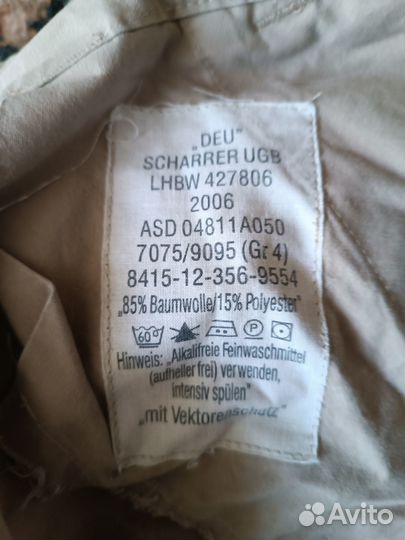 „DEU"
SCHARRER UGB
LHBW 427806
2006
ASD 04811A050
7075/9095 (Gr 4)
8415-12-356-9554
„85% Baumwolle/15% Polyester"
60° P
Hinweis: „Alkalifreie Feinwaschmittel
(aufheller frei) verwenden,
intensiv spülen"
„mit Vektorenschutz"
Avito